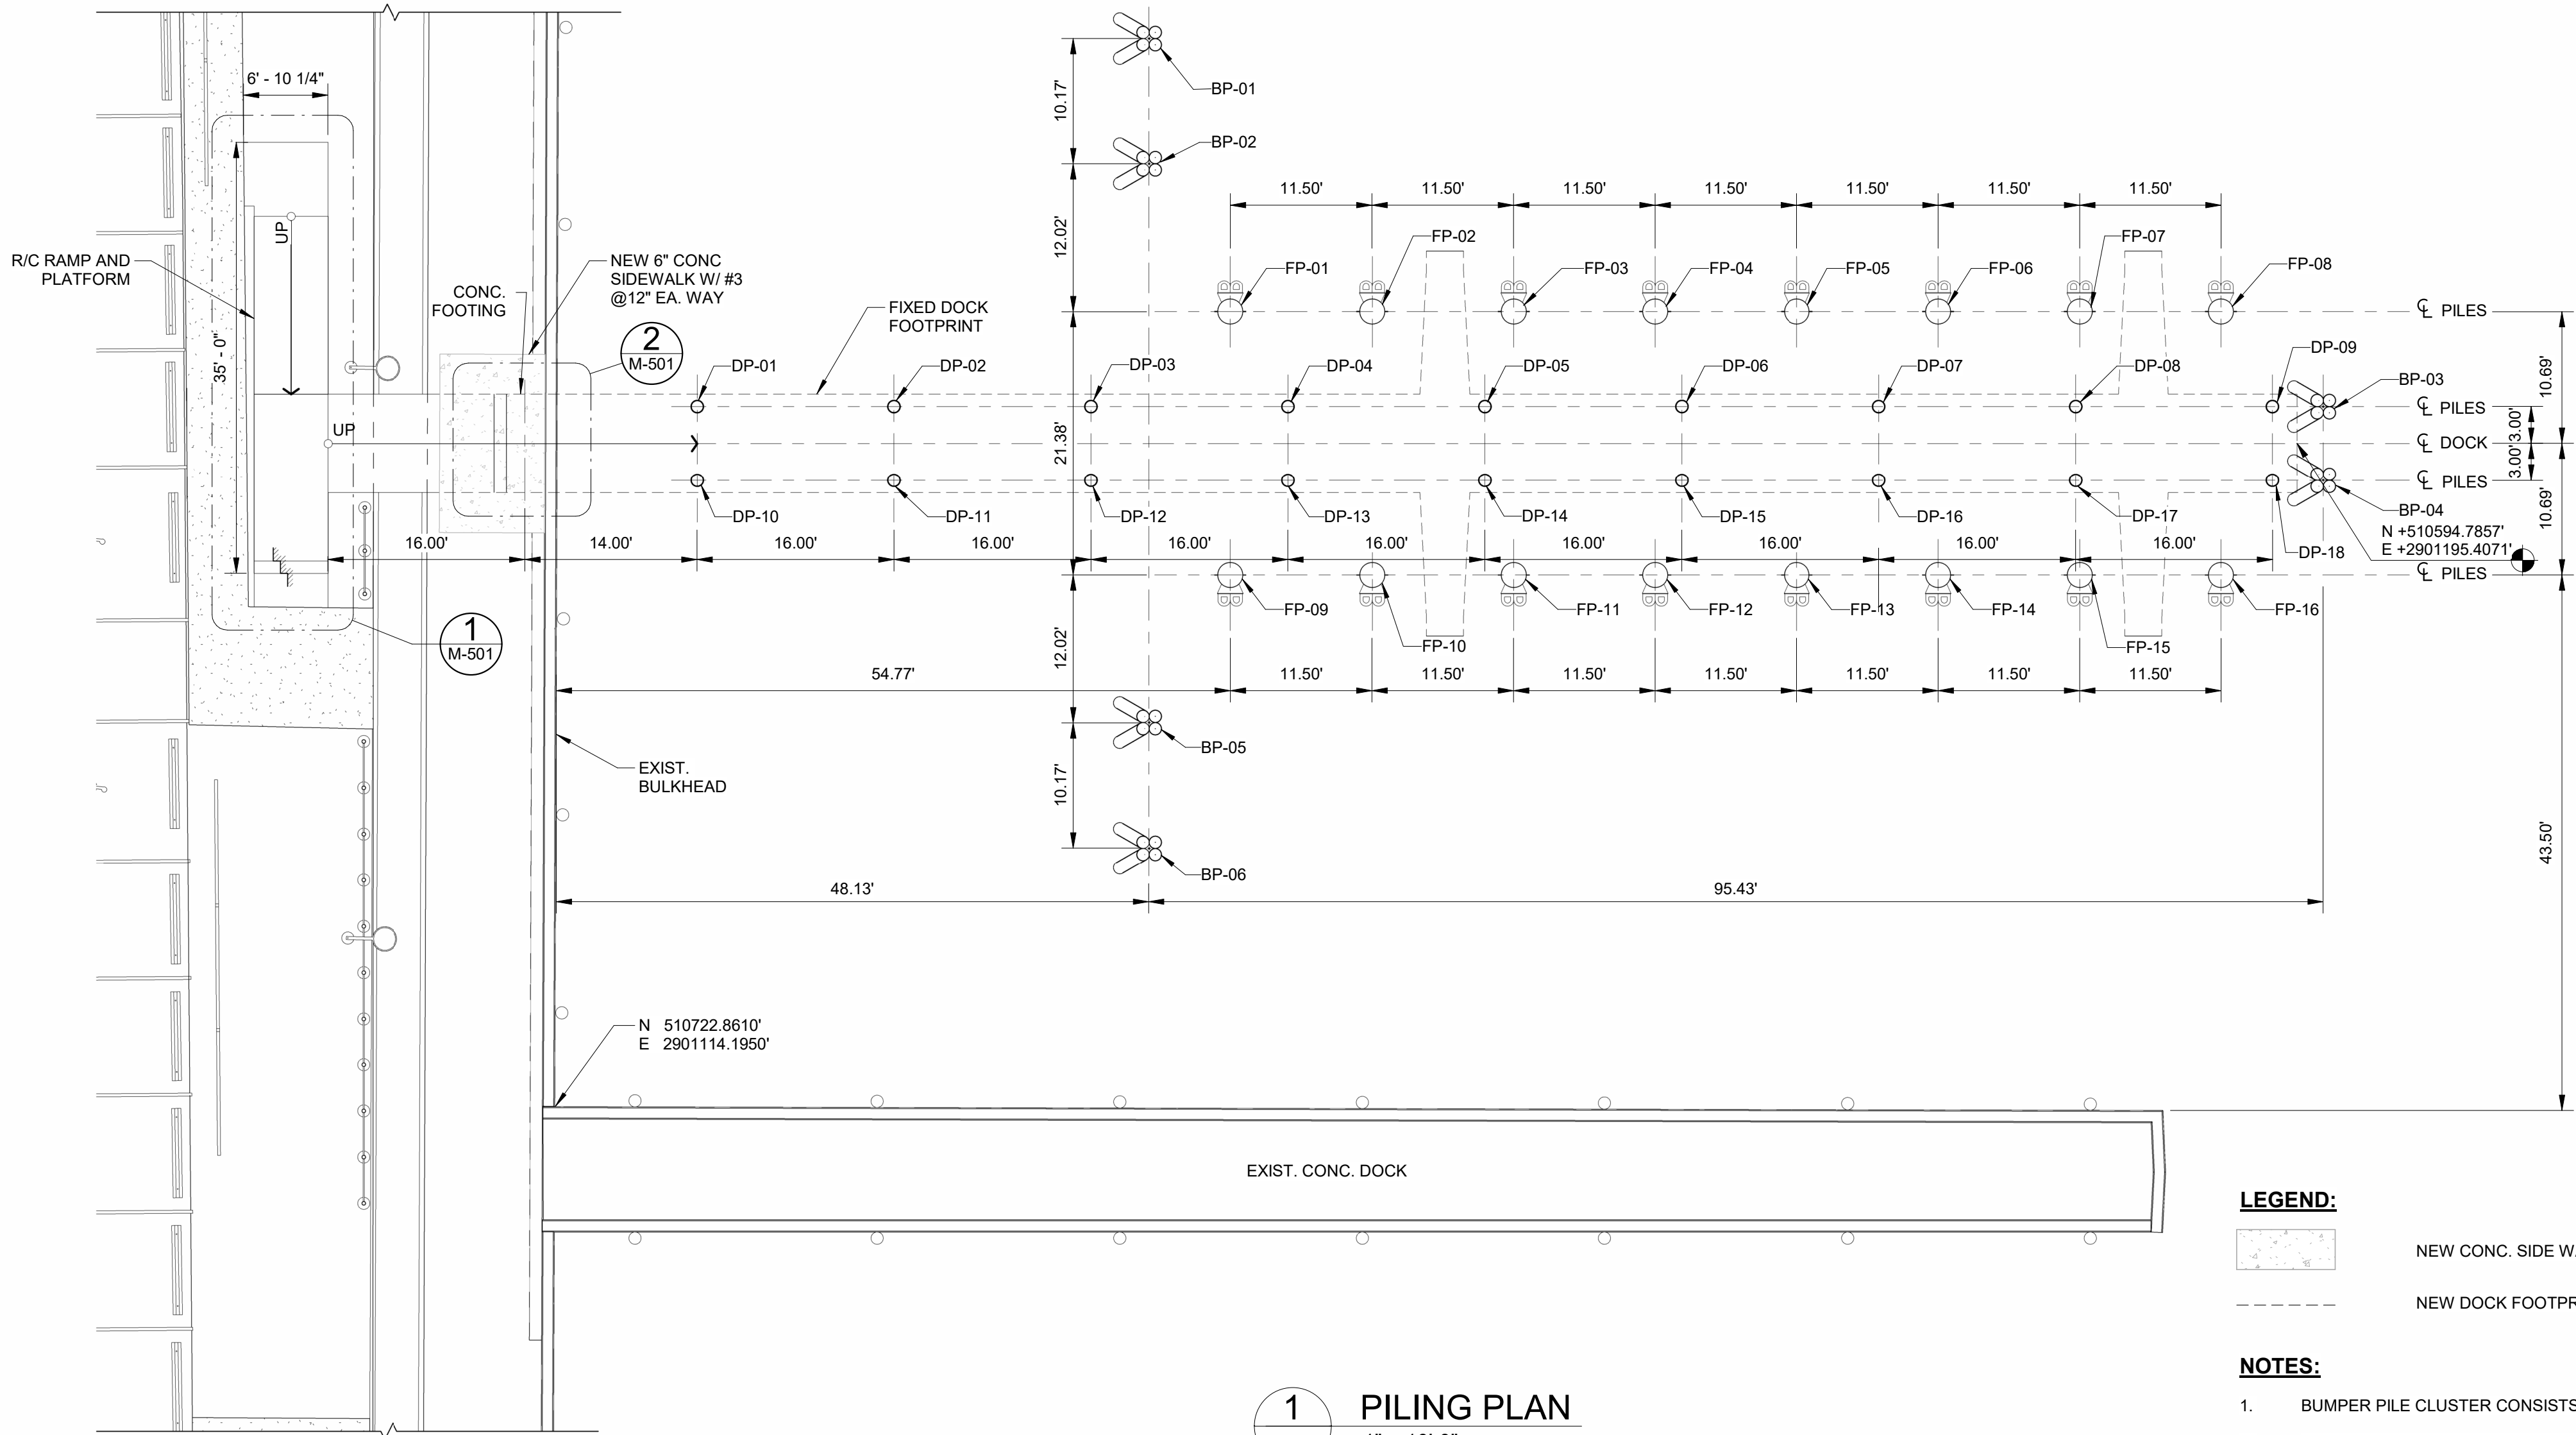 6' - 10 1/4"
10.17'
BP-01
BP-02
12.02'
11.50'
11.50'
11.50'
11.50'
11.50'
11.50'
11.50'
UP
R/C RAMP AND
PLATFORM
35' - 0"
CONC.
FOOTING
NEW 6" CONC
SIDEWALK W/ #3
@12" EA. WAY
2
M-501
FIXED DOCK
FOOTPRINT
FP-01
FP-02
FP-03
FP-04
FP-05
FP-06
FP-07
FP-08
℄ PILES
DP-01
DP-02
DP-03
DP-04
DP-05
DP-06
DP-07
DP-08
DP-09
BP-03
℄ PILES
10.69'
UP
21.38'
℄ DOCK
3.00'
3.00'
℄ PILES
DP-10
DP-11
DP-12
DP-13
DP-14
DP-15
DP-16
DP-17
DP-18
BP-04
N +510594.7857'
E +2901195.4071'
10.69'
16.00'
14.00'
16.00'
16.00'
16.00'
16.00'
16.00'
16.00'
16.00'
16.00'
℄ PILES
FP-09
FP-10
FP-11
FP-12
FP-13
FP-14
FP-15
FP-16
1
M-501
12.02'
54.77'
11.50'
11.50'
11.50'
11.50'
11.50'
11.50'
11.50'
BP-05
EXIST.
BULKHEAD
10.17'
BP-06
43.50'
48.13'
95.43'
N 510722.8610'
E 2901114.1950'
EXIST. CONC. DOCK
LEGEND:
NEW CONC. SIDE
NEW DOCK
NOTES:
1. BUMPER PILE CLUSTER CONSISTS
1
PILING PLAN